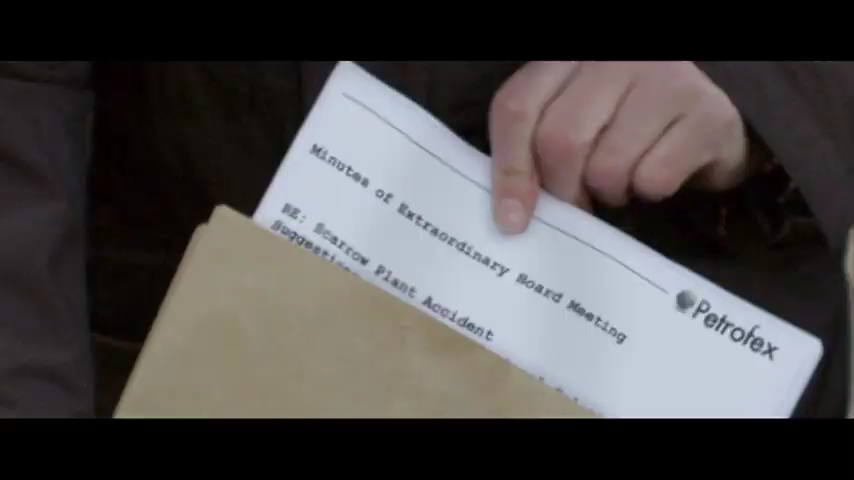 Petrofex
Minutes of Extraordinary Board Meeting
RE: Scarrow Plant Accident